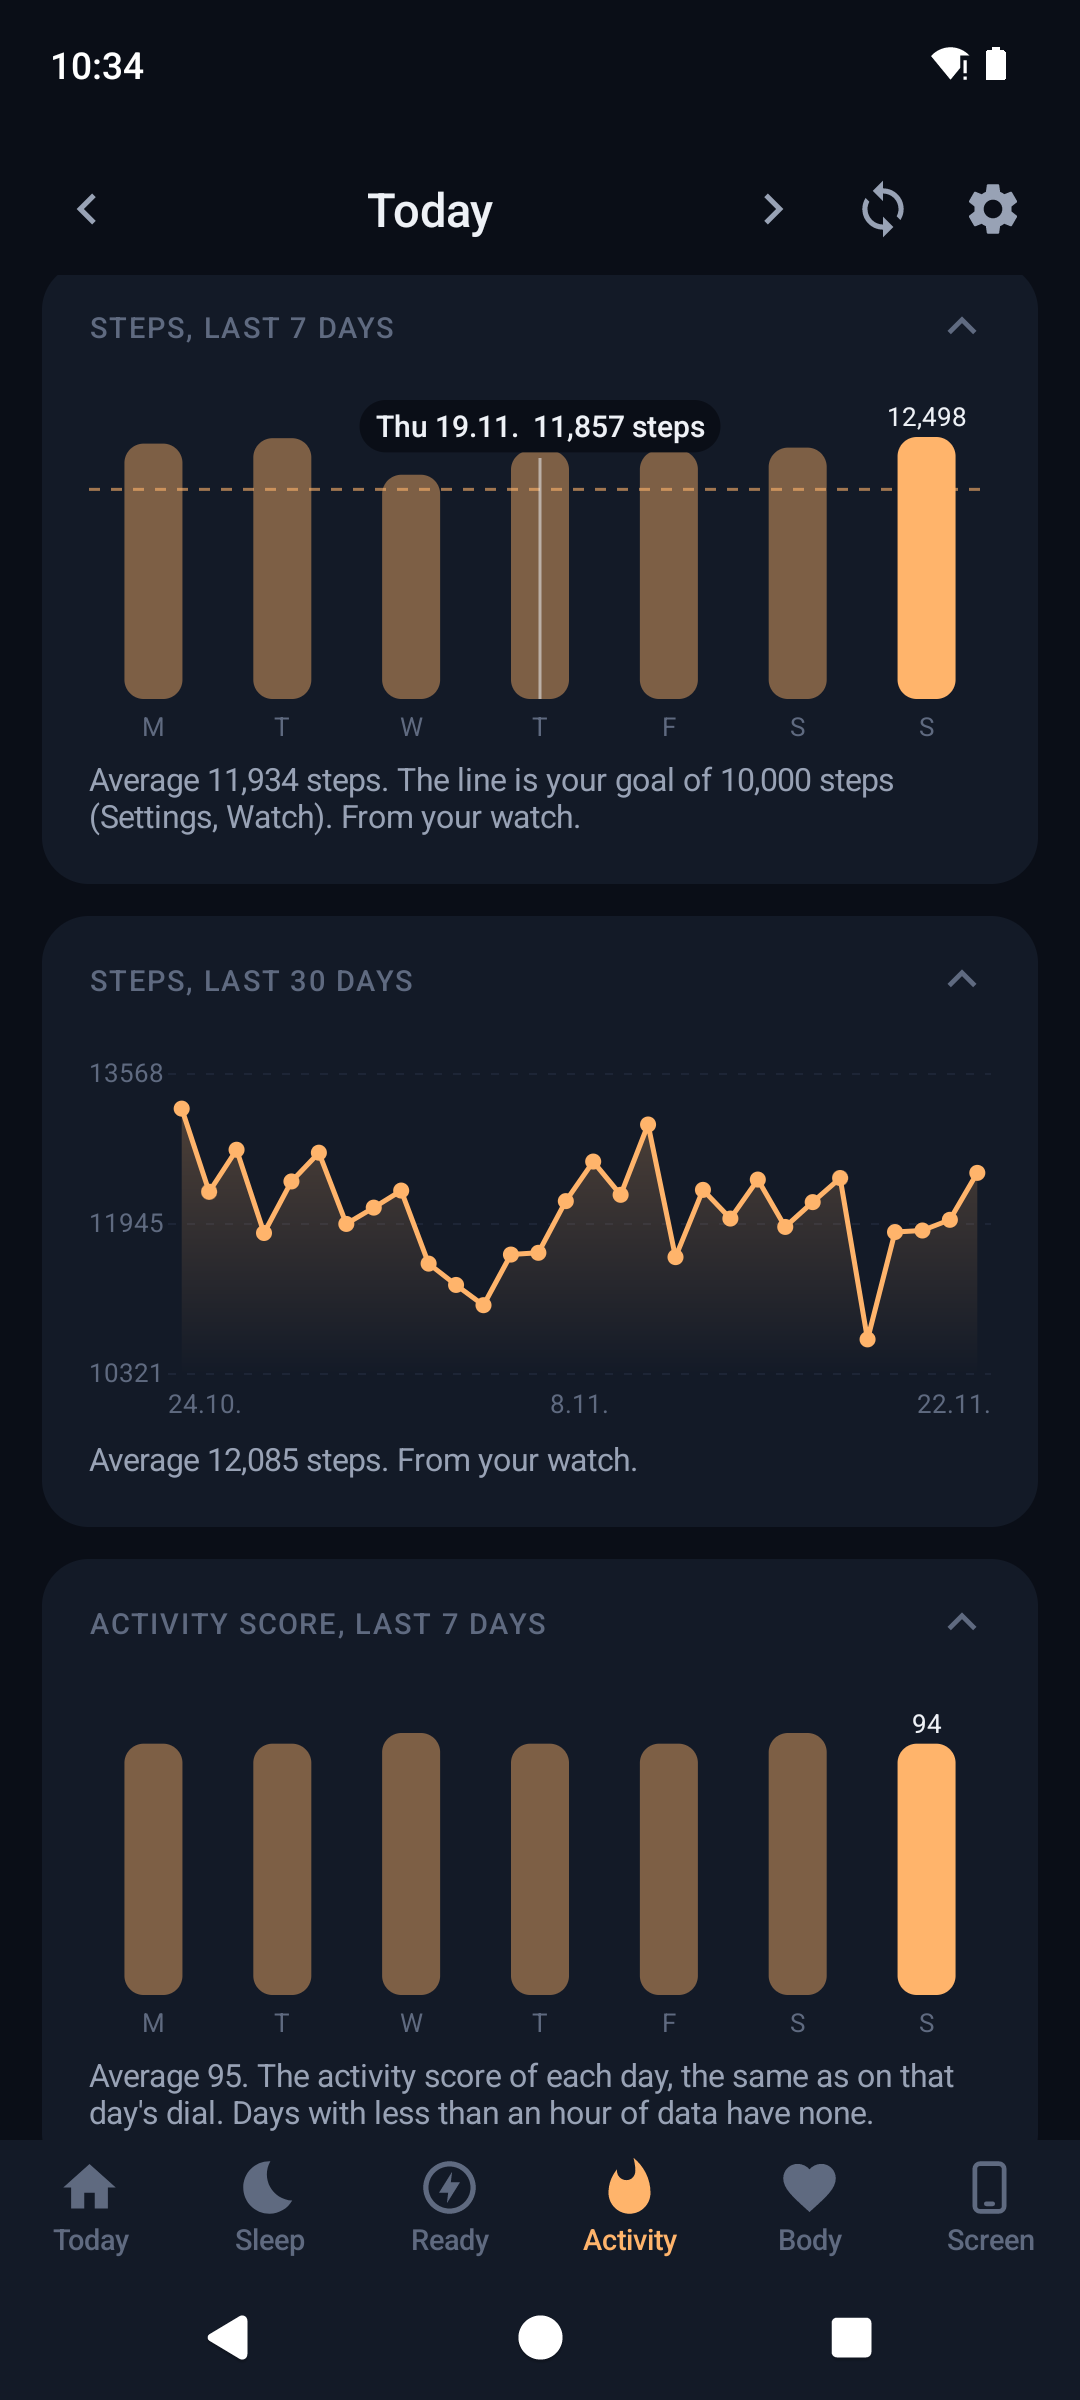 10:34
Today
STEPS, LAST 7 DAYS
Thu 19.11. 11,857 steps
12,498
M T W T F S S
Average 11,934 steps. The line is your goal of 10,000 steps
(Settings, Watch). From your watch.
STEPS, LAST 30 DAYS
13568
11945
10321
24.10. 8.11. 22.11.
Average 12,085 steps. From your watch.
ACTIVITY SCORE, LAST 7 DAYS
94
M T W T F S S
Average 95. The activity score of each day, the same as on that
day's dial. Days with less than an hour of data have none.
Today Sleep Ready Activity Body Screen